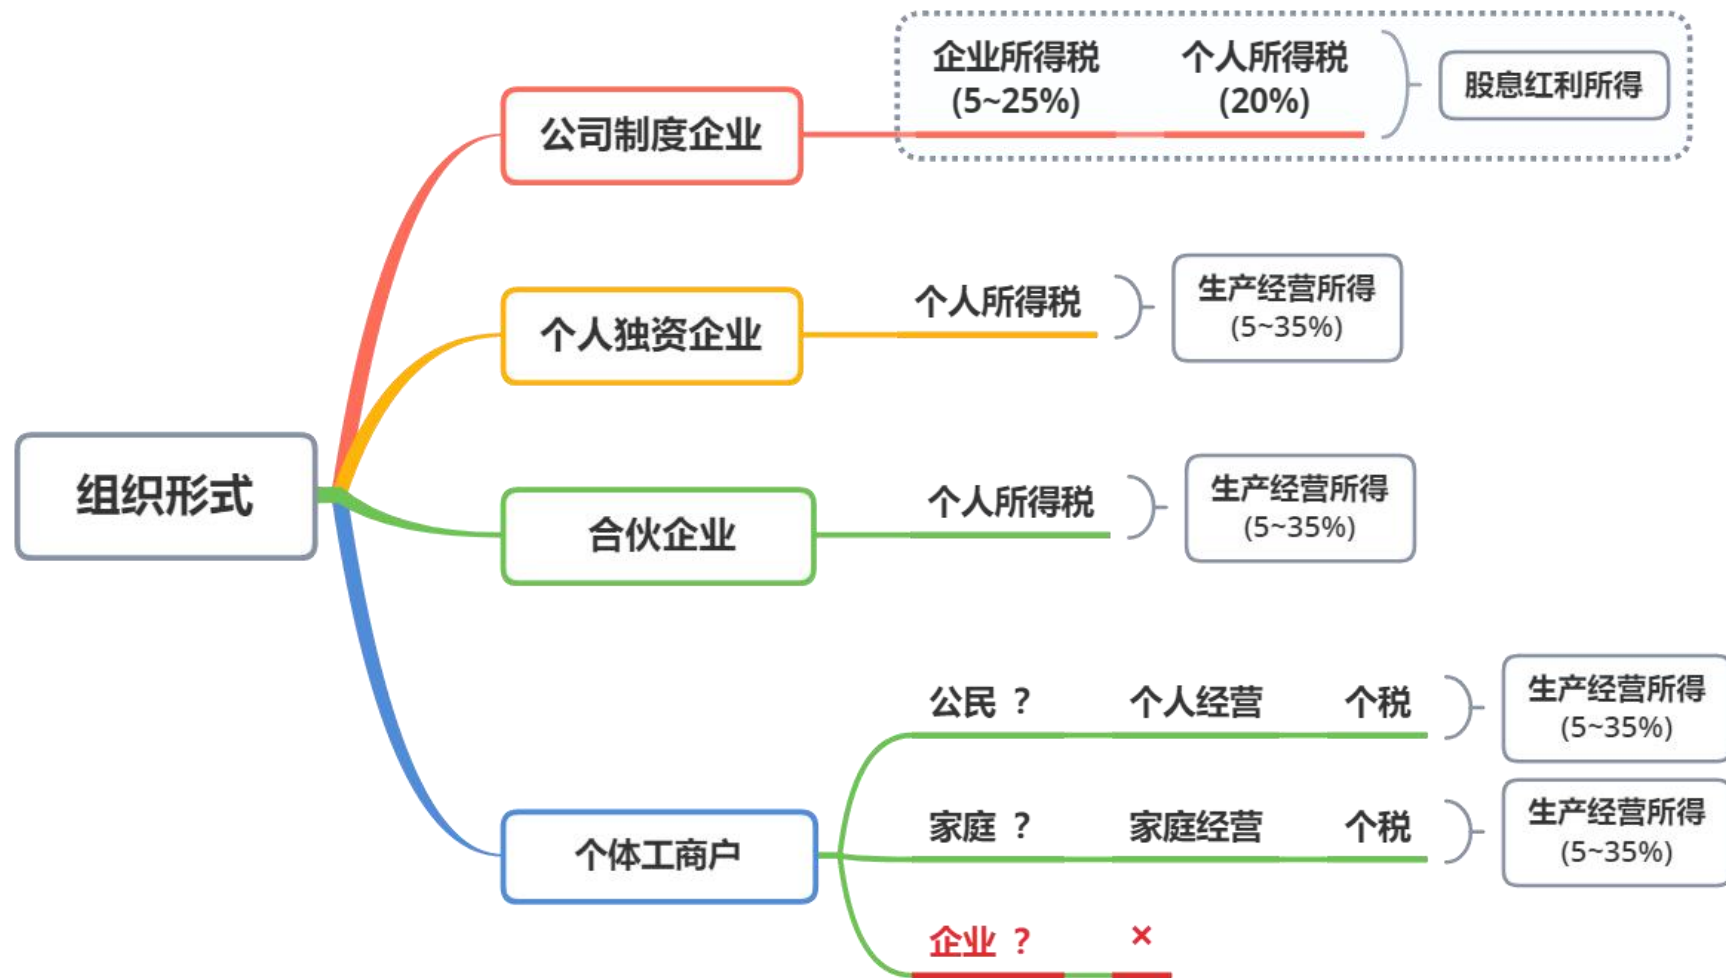 组织形式
公司制度企业
企业所得税
(5~25%)
个人所得税
(20%)
股息红利所得
个人独资企业
个人所得税
生产经营所得
(5~35%)
合伙企业
个人所得税
生产经营所得
(5~35%)
个体工商户
公民 ？
个人经营
个税
生产经营所得
(5~35%)
家庭 ？
家庭经营
个税
生产经营所得
(5~35%)
企业 ？
×